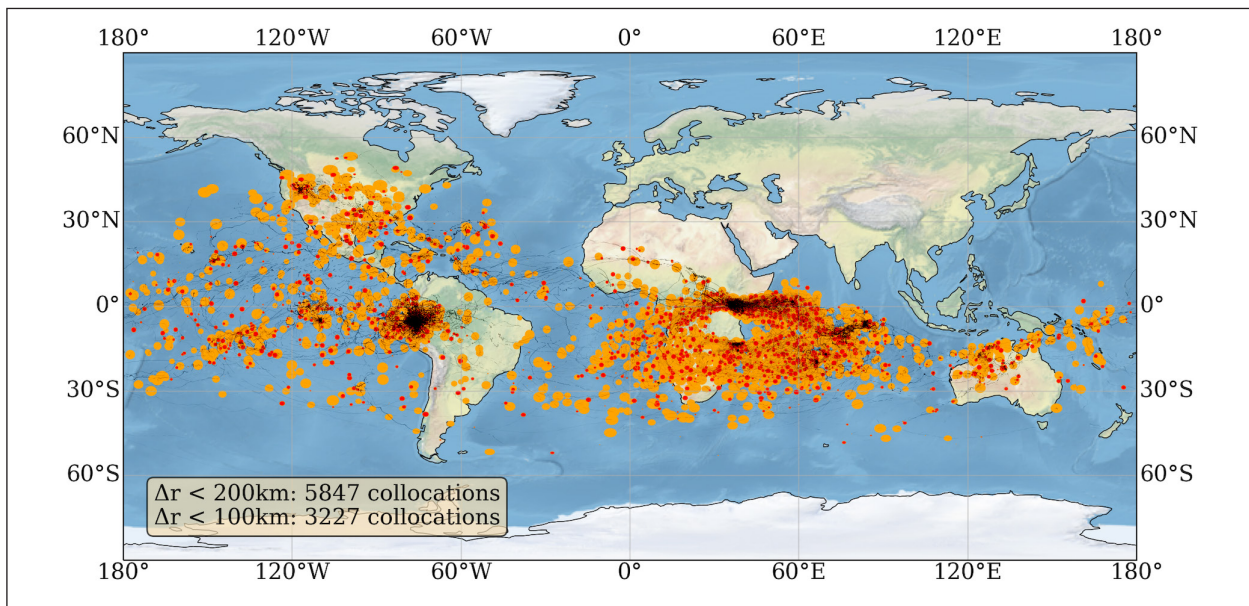 180° 120°W 60°W 0° 60°E 120°E 180°
60°N 60°N
30°N 30°N
0° 0°
30°S 30°S
60°S 60°S
Δr < 200km: 5847 collocations
Δr < 100km: 3227 collocations
180° 120°W 60°W 0° 60°E 120°E 180°